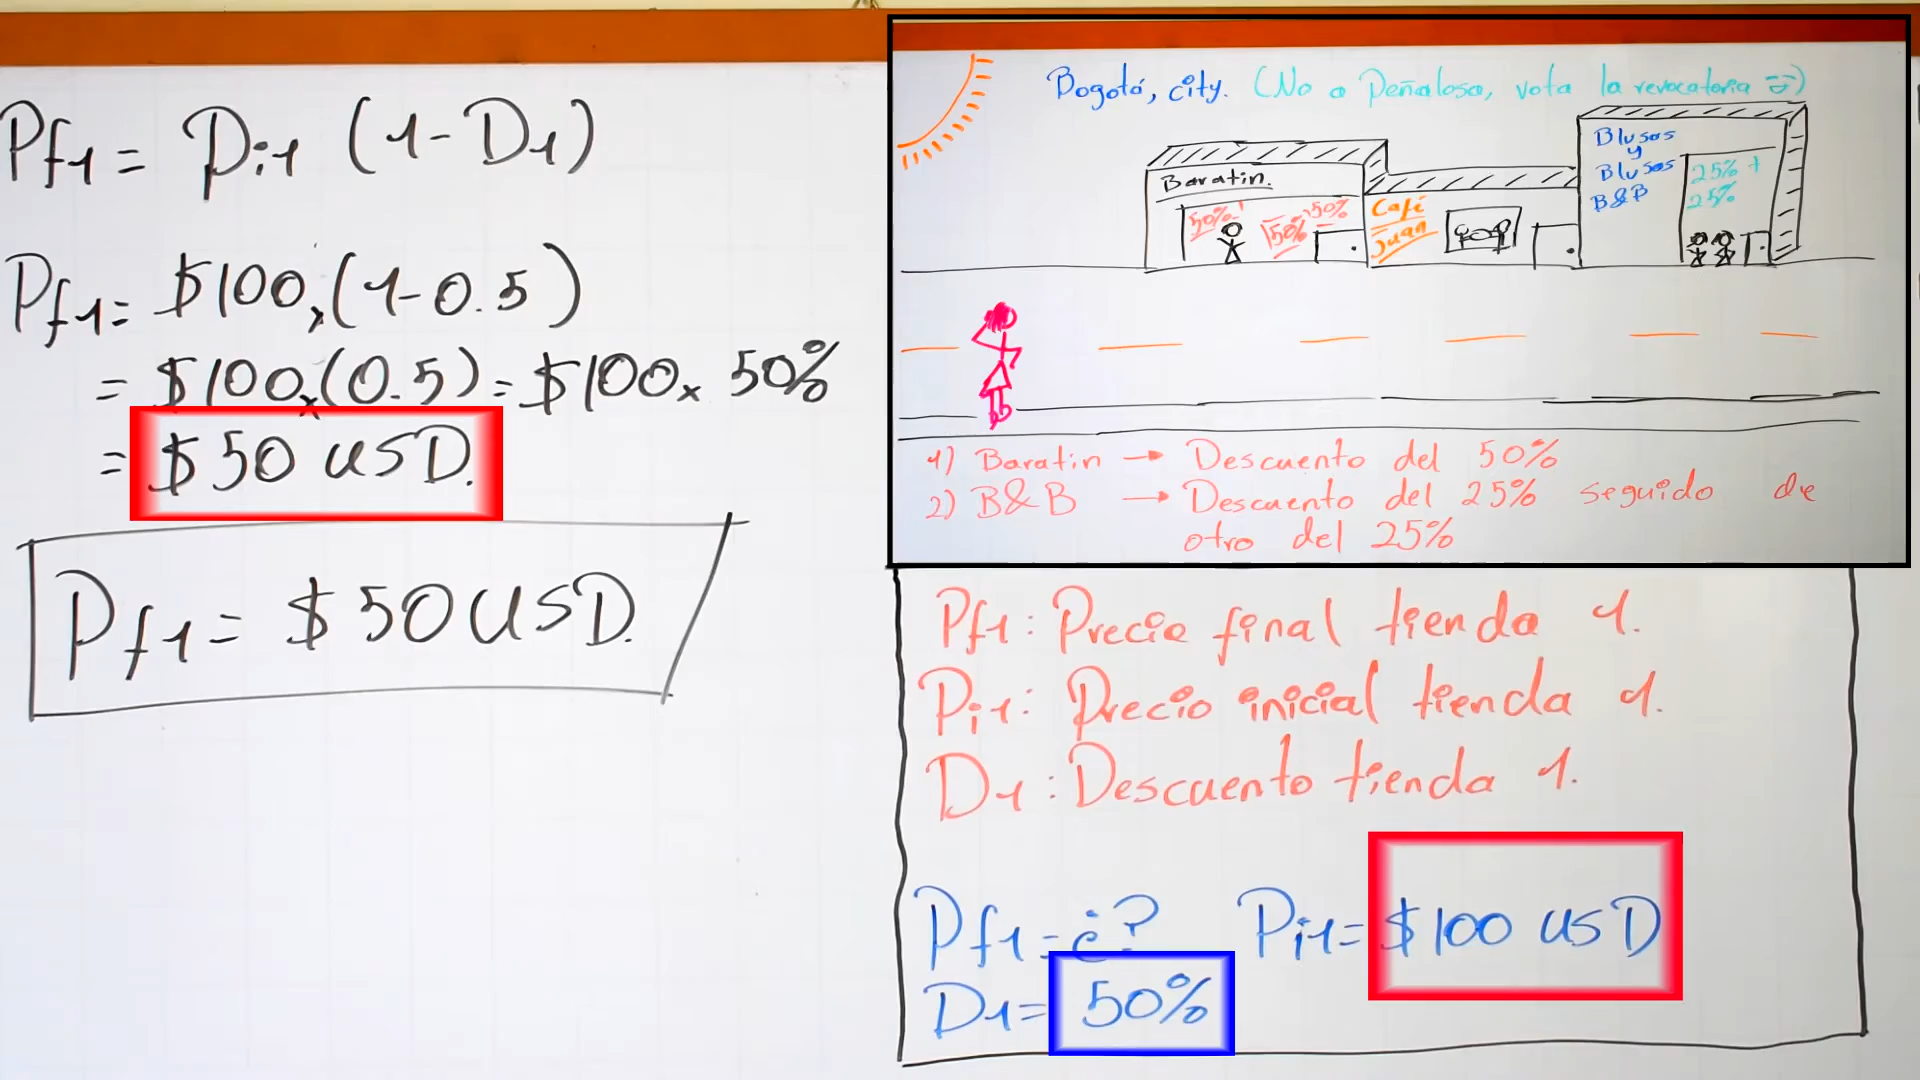 Pf1 = Pi1 (1-D1)
Pf1= $100 x (1-0.5)
= $100 x (0.5) = $100 x 50%
= $50 USD.
Pf1= $50 USD.
Bogotá, city. (No a Peñalosa, vota la revocatoria =))
Baratin.
50%
50%
50%
Café
Juan
Blusas
y
Blusas
B&B
25% +
25%
1) Baratin → Descuento del 50%
2) B&B → Descuento del 25% seguido de
otro del 25%
Pf1: Precio final tienda 1.
Pi1: Precio inicial tienda 1.
D1: Descuento tienda 1.
Pf1=¿? Pi1= $100 USD
D1= 50%